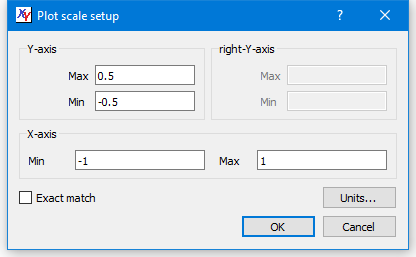 XY Plot scale setup ? ×
Y-axis
Max 0.5
Min -0.5
right-Y-axis
Max
Min
X-axis
Min -1 Max 1
Exact match
Units...
OK Cancel